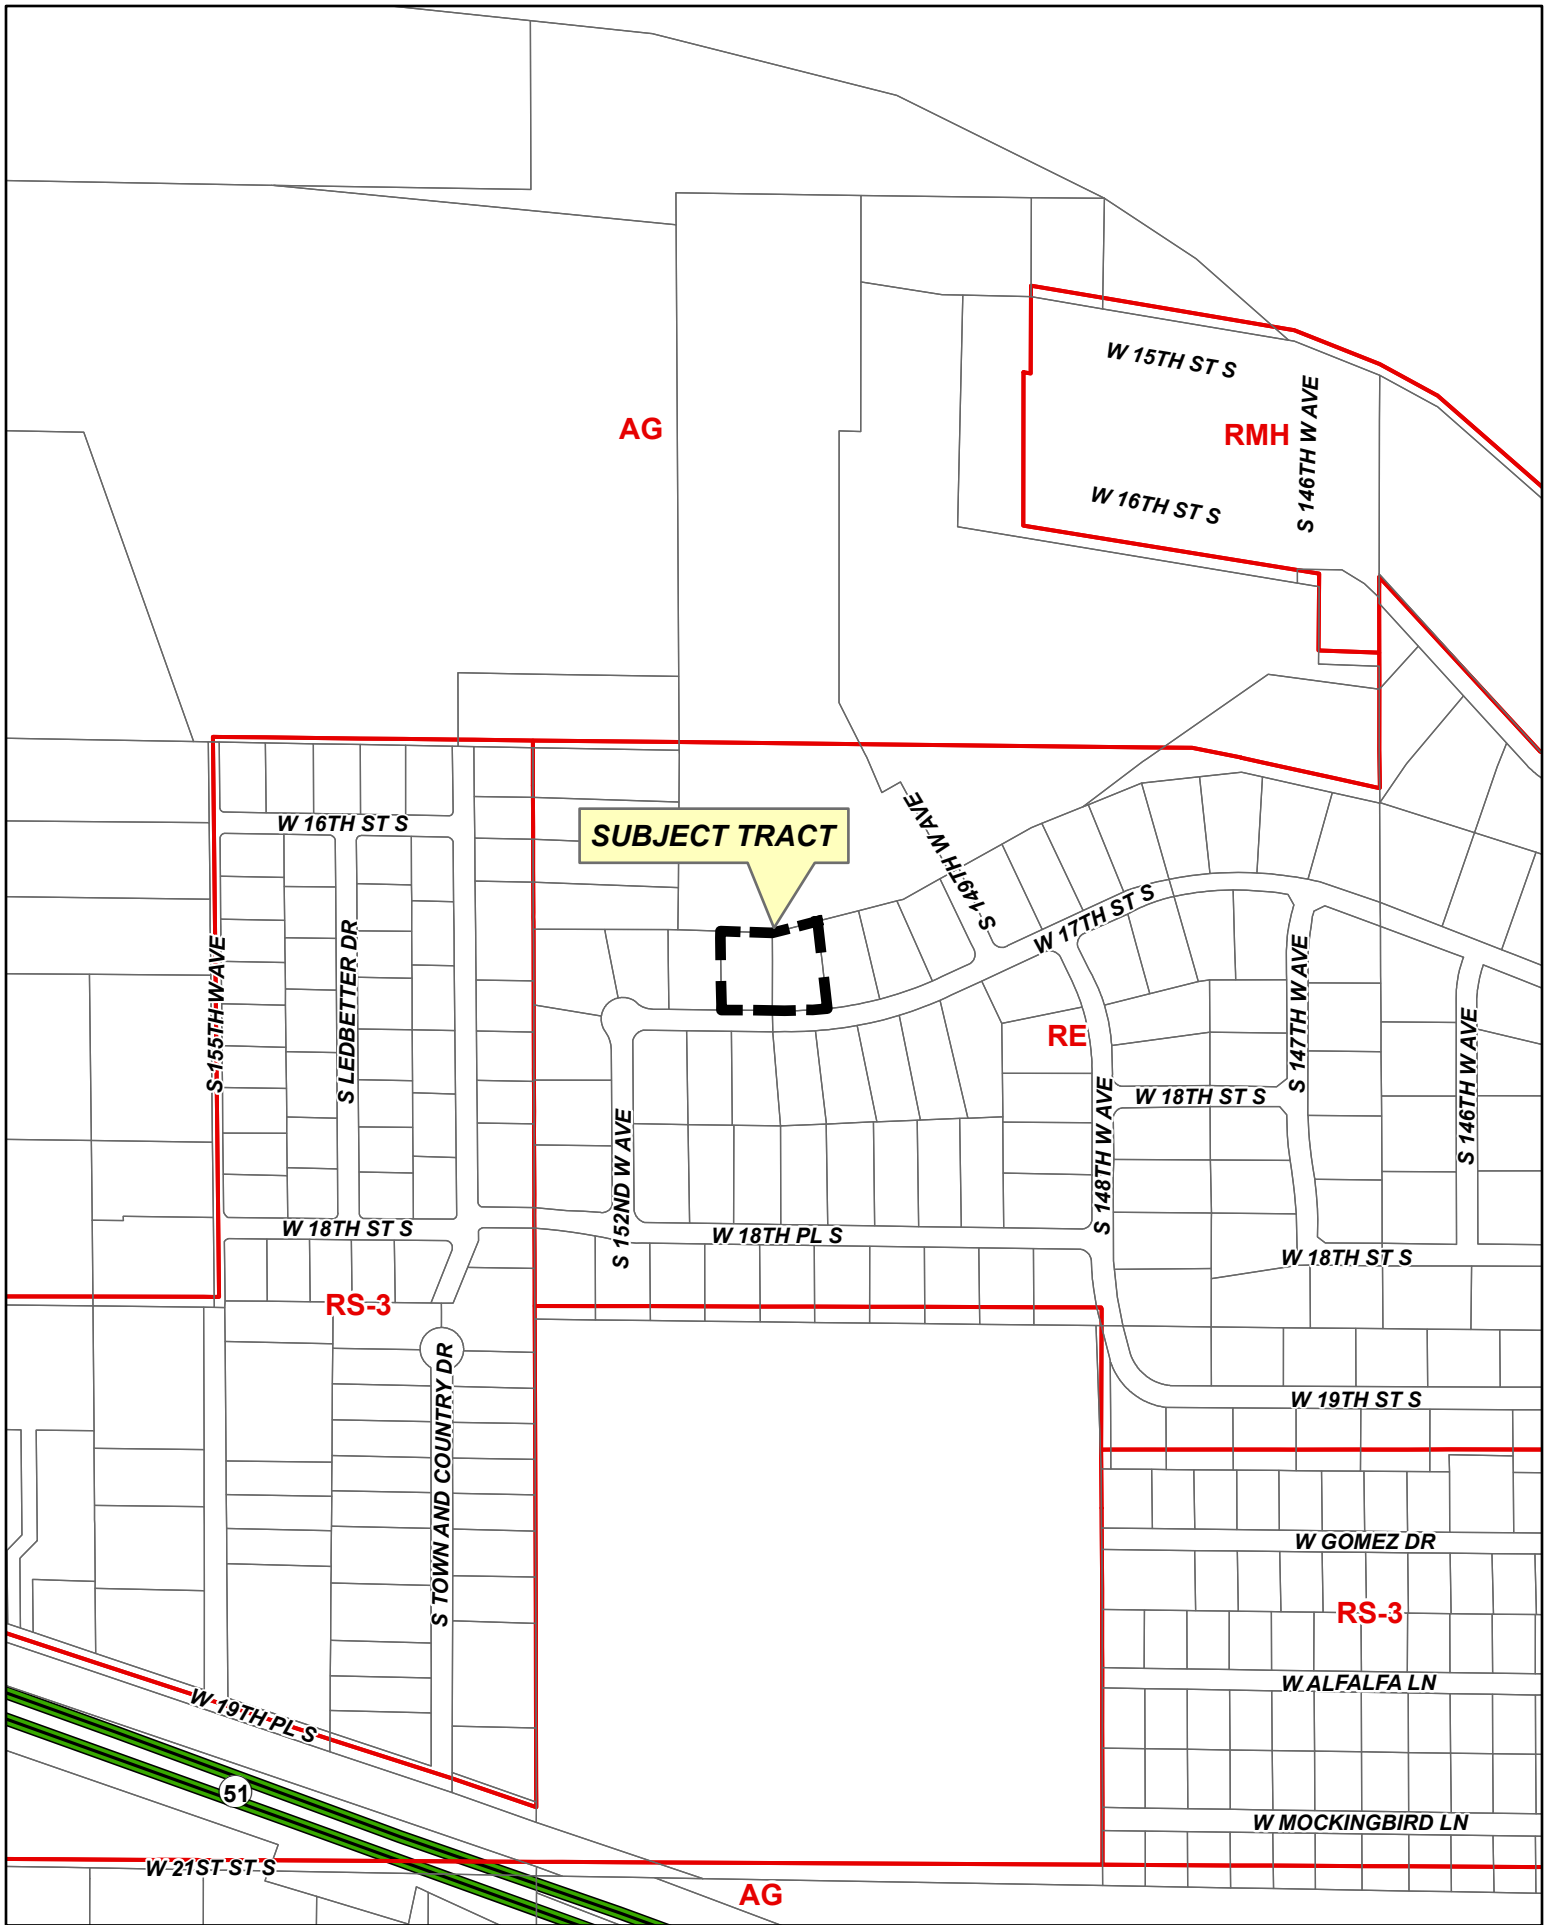 W 15TH ST S
S 146TH W AVE
AG
RMH
W 16TH ST S
W 16TH ST S
SUBJECT TRACT
S 149TH W AVE
W 17TH ST S
S 155TH W AVE
S LEDBETTER DR
S 147TH W AVE
RE
S 146TH W AVE
W 18TH ST S
S 148TH W AVE
S 152ND W AVE
W 18TH ST S
W 18TH PL S
W 18TH ST S
RS-3
S TOWN AND COUNTRY DR
W 19TH ST S
W GOMEZ DR
RS-3
W ALFALFA LN
W 19TH PL S
51
W MOCKINGBIRD LN
W 21ST ST S
AG